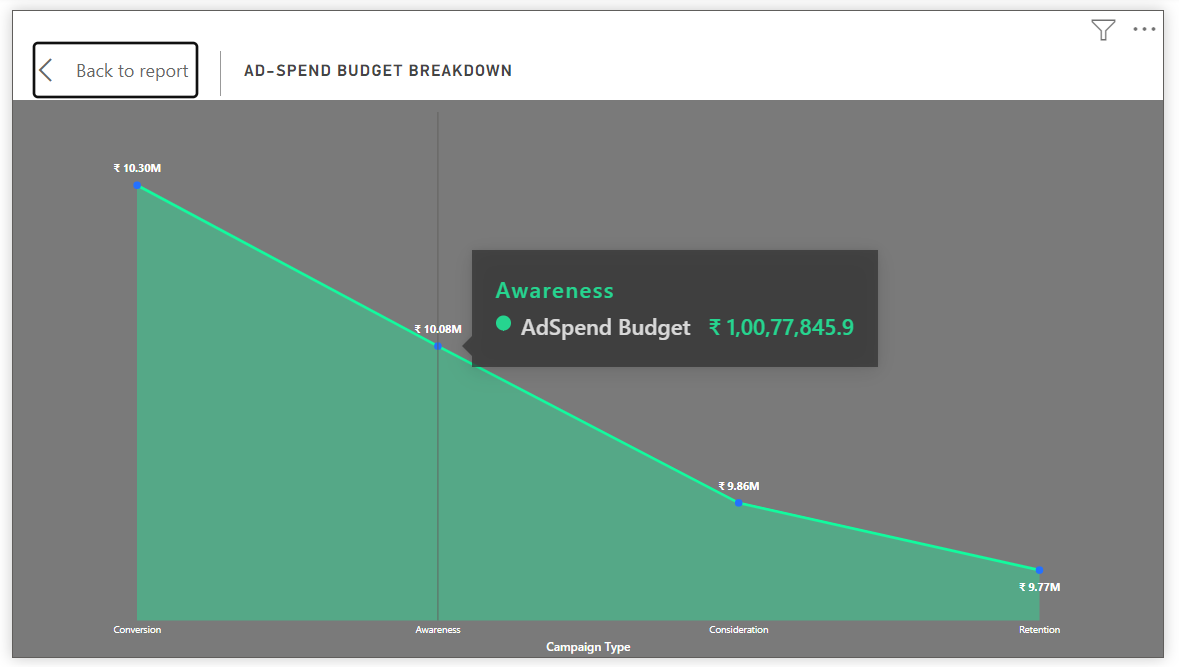 Back to report
AD-SPEND BUDGET BREAKDOWN
₹ 10.30M
Awareness
AdSpend Budget ₹ 1,00,77,845.9
₹ 10.08M
₹ 9.86M
₹ 9.77M
Conversion Awareness Consideration Retention
Campaign Type